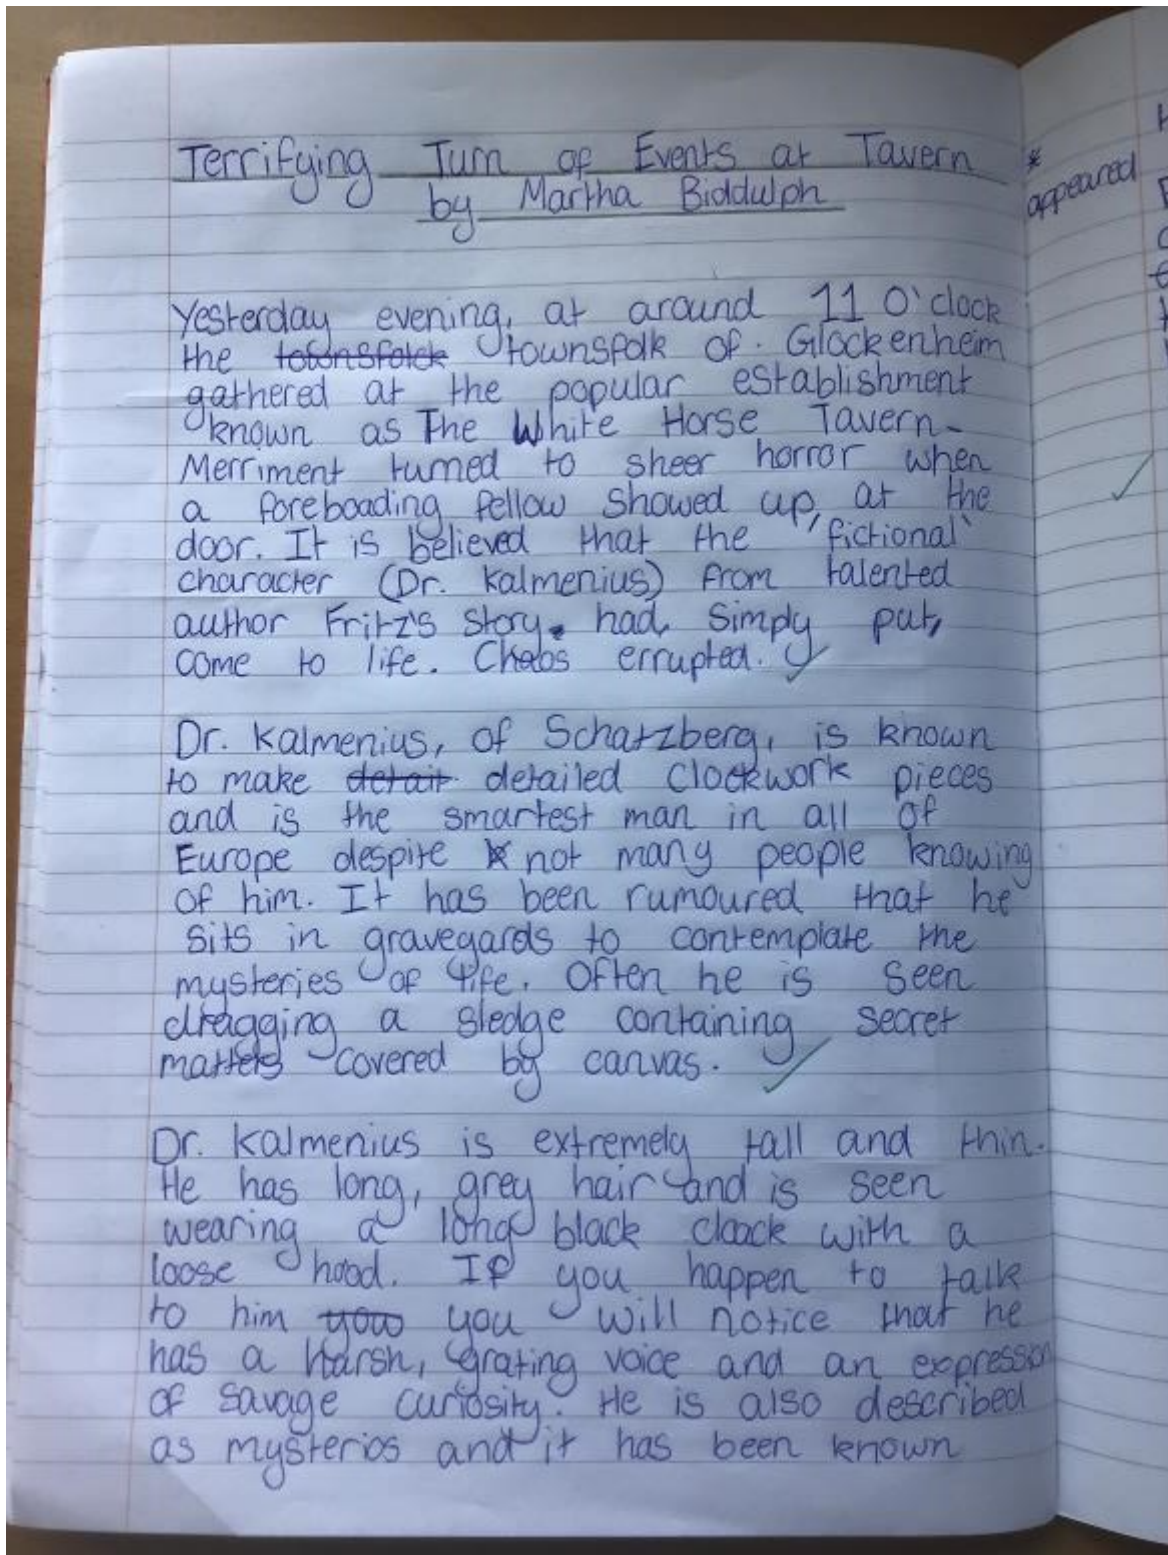 Terrifying Turn of Events at Tavern
by Martha Biddulph
* appeared
Yesterday evening, at around 11 O'clock
the townsfolck townsfolk of Glockenheim
gathered at the popular establishment
known as The White Horse Tavern.
Merriment turned to sheer horror when
a foreboading fellow showed up, at the
door. It is believed that the 'fictional'
character (Dr. Kalmenius) from talented
author Fritz's story, had, simply put,
come to life. Chaos errupted.
Dr. Kalmenius, of Schatzberg, is known
to make detail detailed clockwork pieces
and is the smartest man in all of
Europe despite not many people knowing
of him. It has been rumoured that he
sits in graveyards to contemplate the
mysteries of life. Often he is seen
dragging a sledge containing secret
matters covered by canvas.
Dr. Kalmenius is extremely tall and thin.
He has long, grey hair and is seen
wearing a long black cloack with a
loose hood. If you happen to talk
to him you you will notice that he
has a harsh, grating voice and an expression
of savage curiosity. He is also described
as mysterios and it has been known